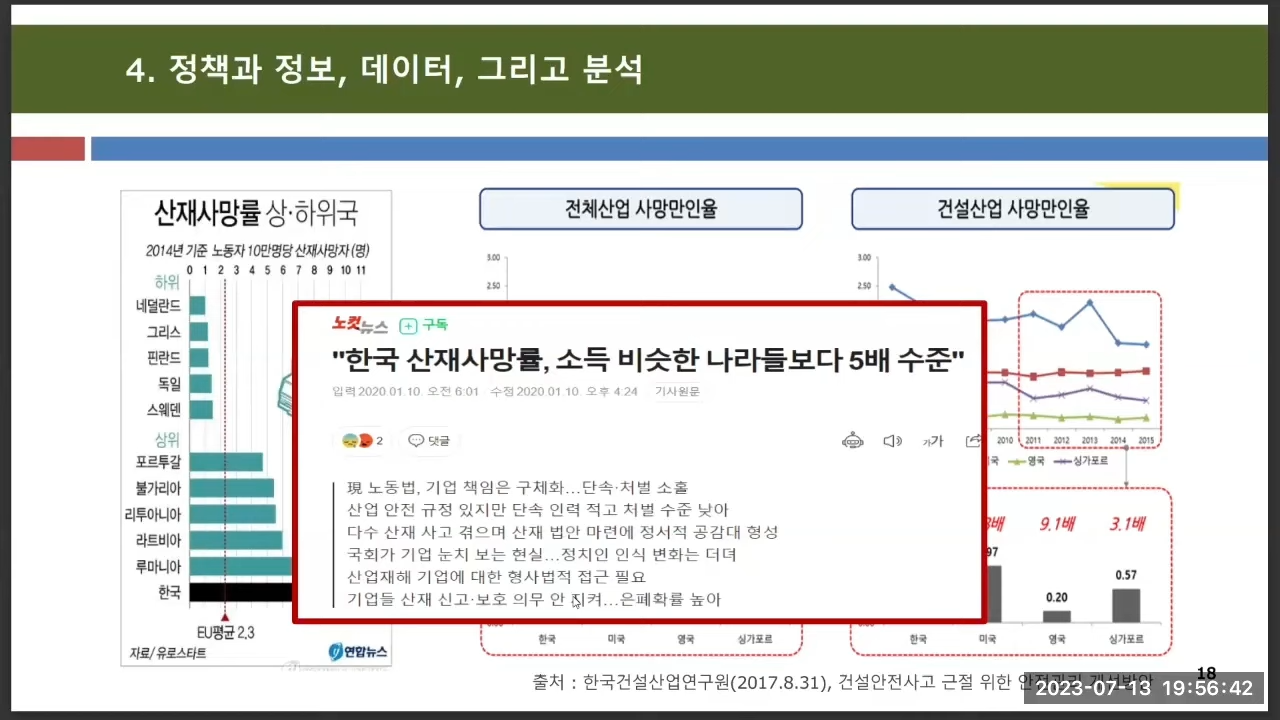 4. 정책과 정보, 데이터, 그리고 분석
산재사망률 상·하위국
2014년 기준 노동자 10만명당 산재사망자 (명)
0 1 2 3 4 5 6 7 8 9 10 11
하위
네덜란드
그리스
핀란드
독일
스웨덴
상위
포르투갈
불가리아
리투아니아
라트비아
루마니아
한국
EU평균 2,3
자료/유로스타트
연합뉴스
전체산업 사망만인율
3.00
2.50
한국 미국 영국 싱가포르
건설산업 사망만인율
3.00
2.50
2010 2011 2012 2013 2014 2015
국 영국 싱가포르
배 9.1배 3.1배
97
0.20
0.57
한국 미국 영국 싱가포르
노컷뉴스 구독
"한국 산재사망률, 소득 비슷한 나라들보다 5배 수준"
입력 2020.01.10. 오전 6:01 수정 2020.01.10. 오후 4:24 기사원문
2 댓글
가가
現 노동법, 기업 책임은 구체화…단속·처벌 소홀
산업 안전 규정 있지만 단속 인력 적고 처벌 수준 낮아
다수 산재 사고 겪으며 산재 법안 마련에 정서적 공감대 형성
국회가 기업 눈치 보는 현실…정치인 인식 변화는 더뎌
산업재해 기업에 대한 형사법적 접근 필요
기업들 산재 신고·보호 의무 안 지켜…은폐확률 높아
출처 : 한국건설산업연구원(2017.8.31), 건설안전사고 근절 위한 안전관리 개선방안
18
2023-07-13 19:56:42